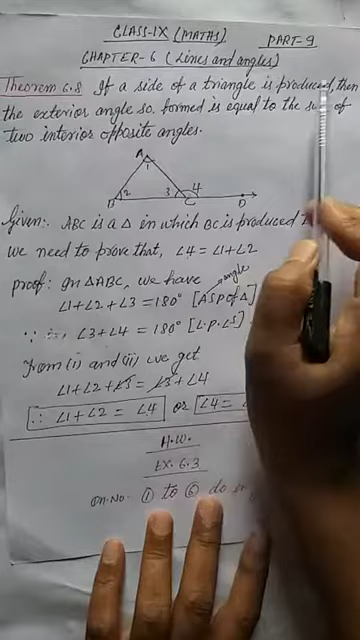 CLASS-IX (MATHS)
PART-9
CHAPTER-6 (Lines and angles)
Theorem 6.8 If a side of a triangle is produced, then
the exterior angle so formed is equal to the of
two interior opposite angles.
A
1
2 3 4
C D
Given:- ABC is a Δ in which BC is produced
we need to prove that, ∠4=∠1+∠2
proof: In ΔABC, we have
angle
∠1+∠2+∠3=180° [ASP of Δ]
∠3+∠4 = 180° [L.P.∠S]
From (i) and (ii) we get
∠1+∠2+∠3=∠3+∠4
∴ ∠1+∠2 = ∠4 or ∠4=
H.W.
EX. 6.3
Qn.No- ① to ⑥ do